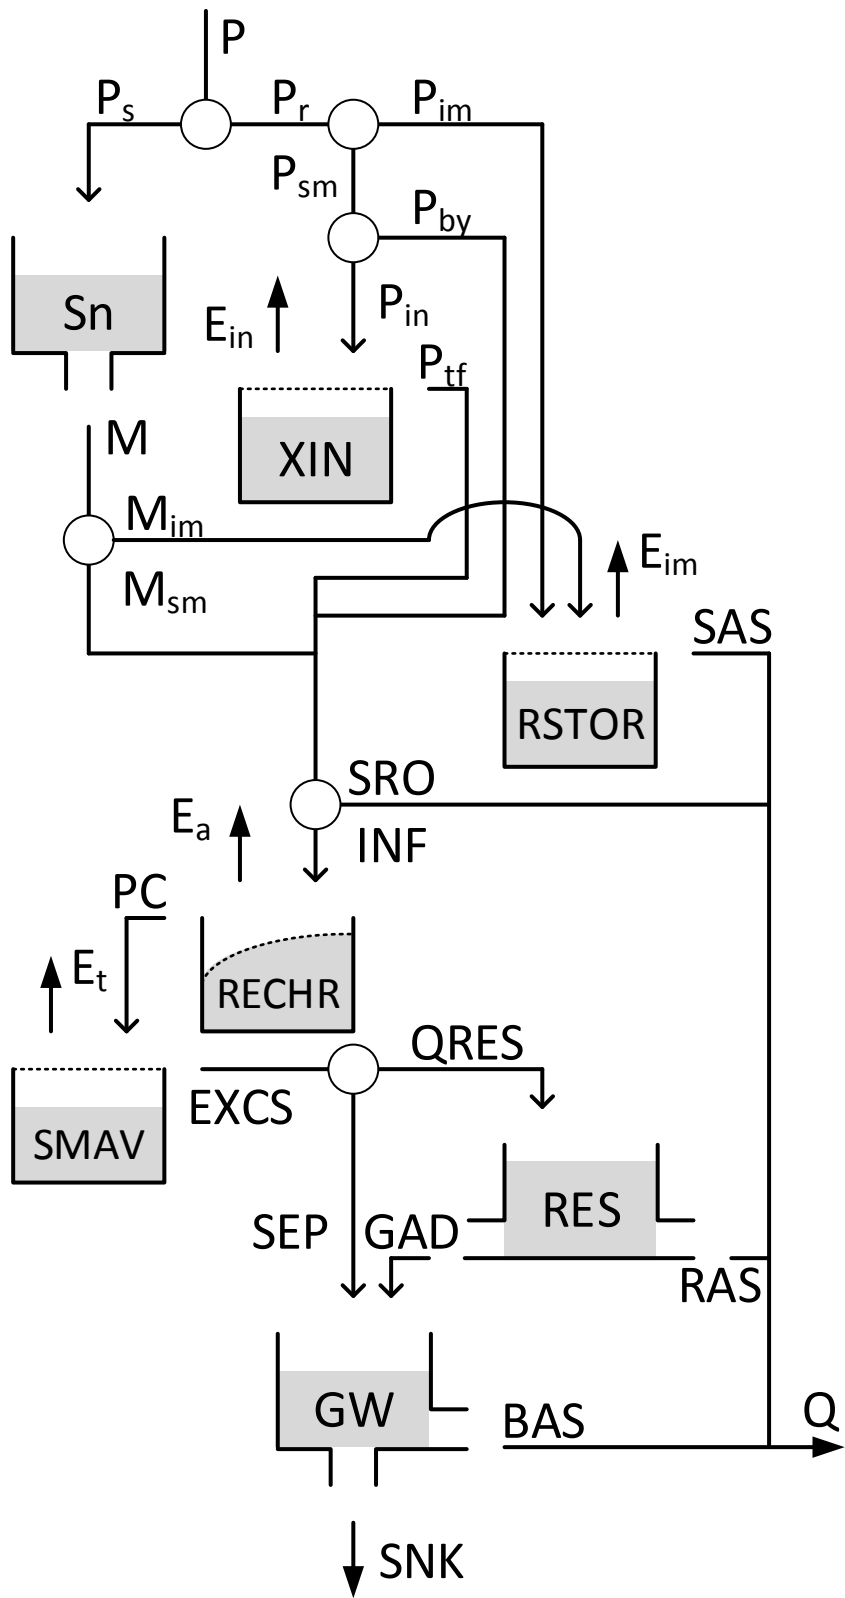 P
Ps Pr Pim
Psm
Pby
Sn
Ein
Pin
Ptf
M
XIN
Mim
Eim
Msm
SAS
RSTOR
SRO
Ea
INF
PC
Et
RECHR
QRES
EXCS
SMAV
RES
SEP GAD
RAS
GW
BAS
Q
SNK